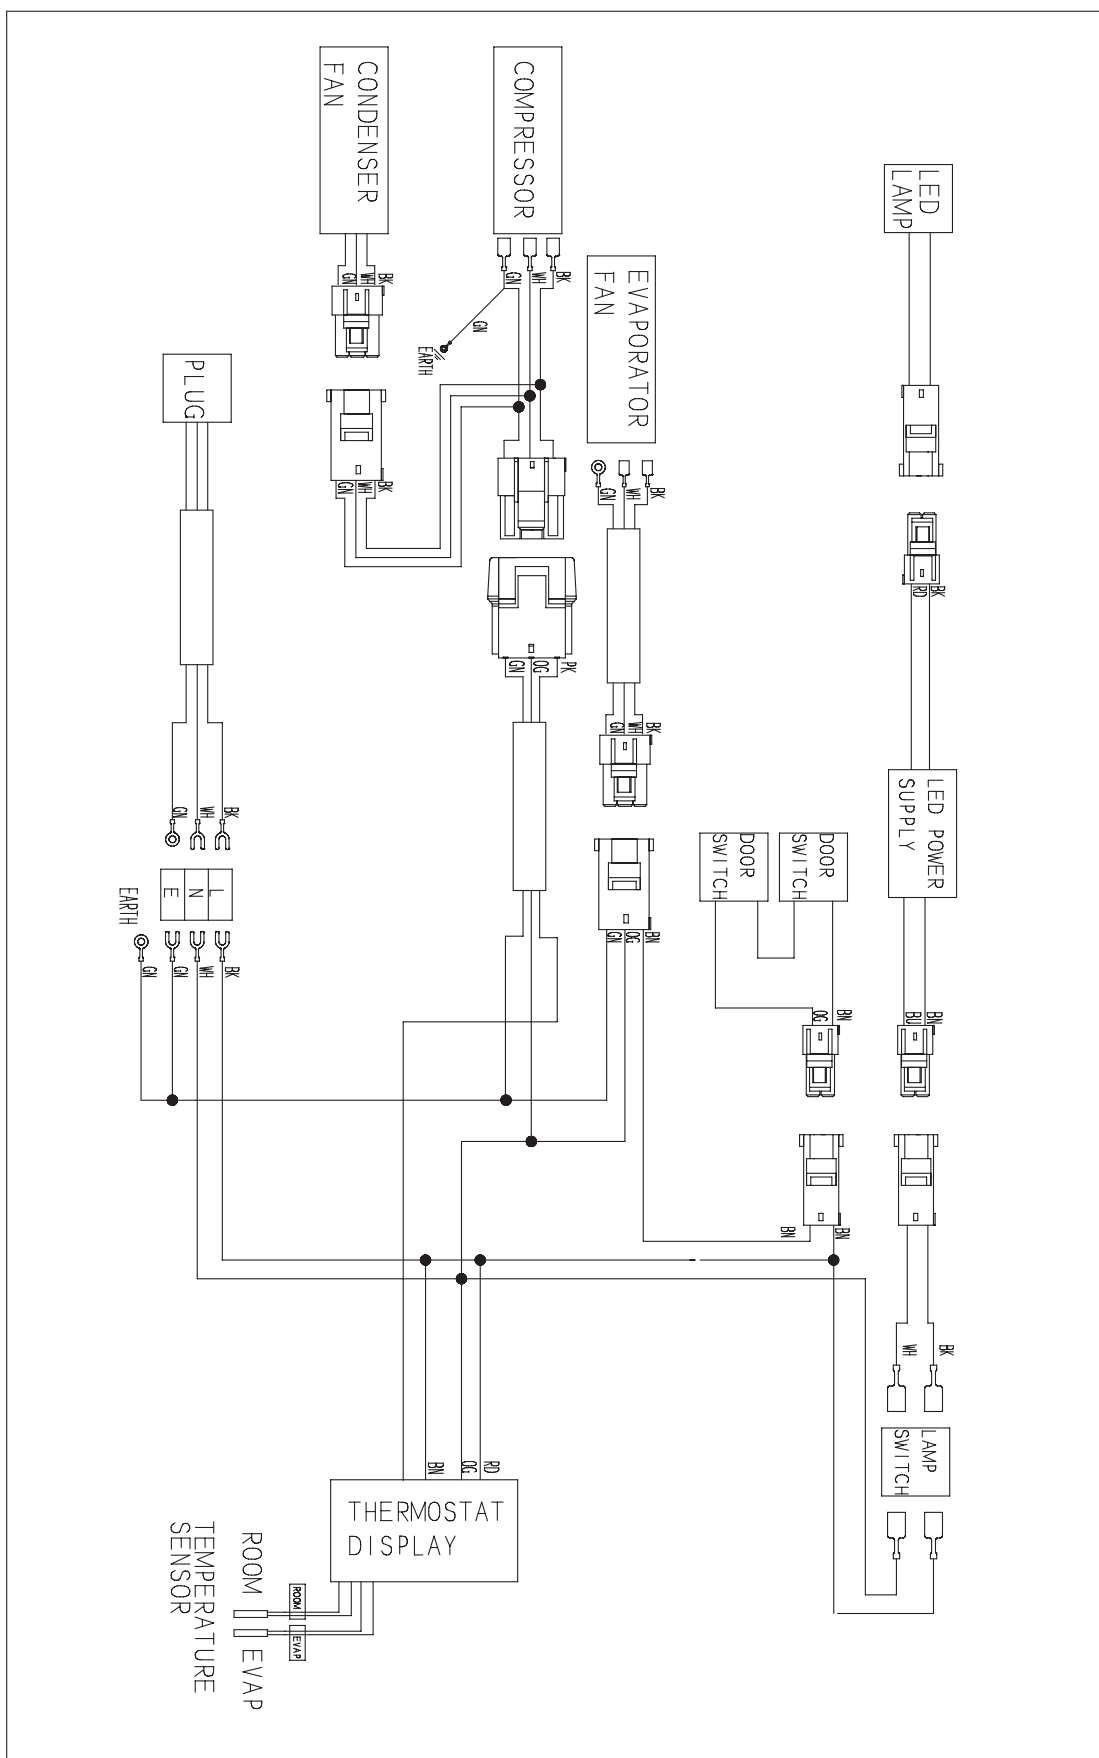 CONDENSER
FAN
COMPRESSOR
LED
LAMP
GN
WH
BK
GN
WH
BK
GN
EARTH
EVAPORATOR
FAN
PLUG
GN
WH
BK
GN
WH
BK
RD
BK
GN
OG
PK
GN
WH
BK
LED POWER
SUPPLY
DOOR
SWITCH
DOOR
SWITCH
GN
WH
BK
L
N
E
EARTH
GN
GN
WH
BK
GN
OG
BN
OG
BN
BU
BN
BN
BN
WH
BK
LAMP
SWITCH
BN
OG
RD
THERMOSTAT
DISPLAY
ROOM
EVAP
ROOM
EVAP
TEMPERATURE
SENSOR